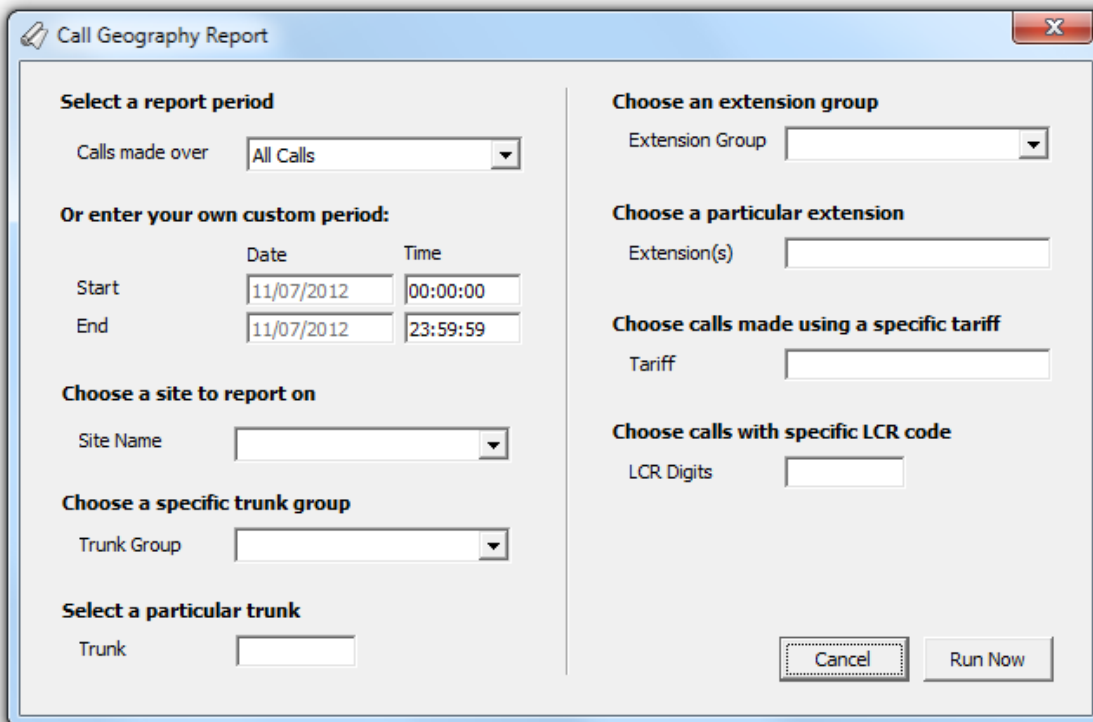 Call Geography Report
Select a report period
Calls made over All Calls
Or enter your own custom period:
Date Time
Start 11/07/2012 00:00:00
End 11/07/2012 23:59:59
Choose a site to report on
Site Name
Choose a specific trunk group
Trunk Group
Select a particular trunk
Trunk
Choose an extension group
Extension Group
Choose a particular extension
Extension(s)
Choose calls made using a specific tariff
Tariff
Choose calls with specific LCR code
LCR Digits
Cancel Run Now